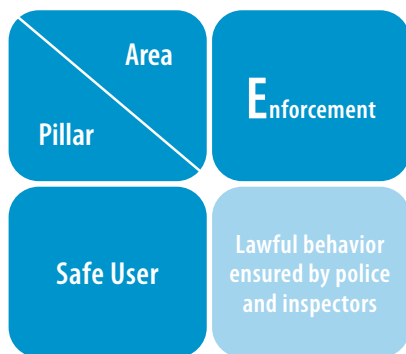 Area
Pillar
Enforcement
Safe User
Lawful behavior
ensured by police
and inspectors